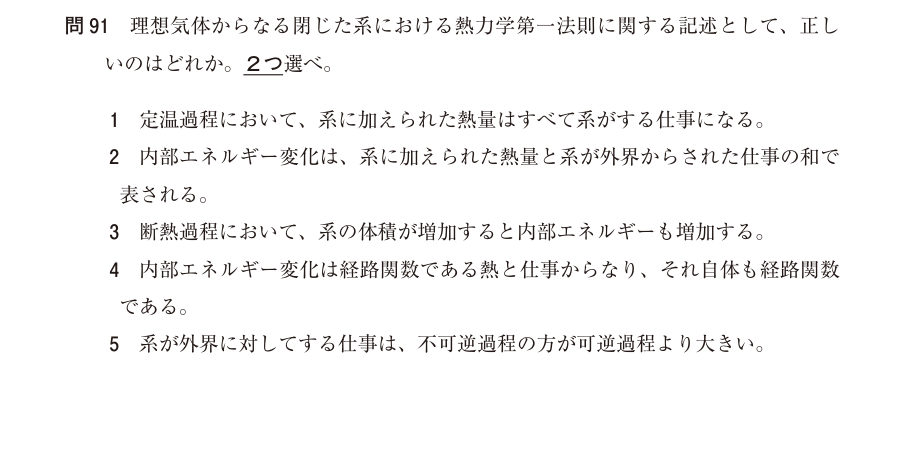 問 91　理想気体からなる閉じた系における熱力学第一法則に関する記述として、正し
いのはどれか。２つ選べ。
1　定温過程において、系に加えられた熱量はすべて系がする仕事になる。
2　内部エネルギー変化は、系に加えられた熱量と系が外界からされた仕事の和で
表される。
3　断熱過程において、系の体積が増加すると内部エネルギーも増加する。
4　内部エネルギー変化は経路関数である熱と仕事からなり、それ自体も経路関数
である。
5　系が外界に対してする仕事は、不可逆過程の方が可逆過程より大きい。